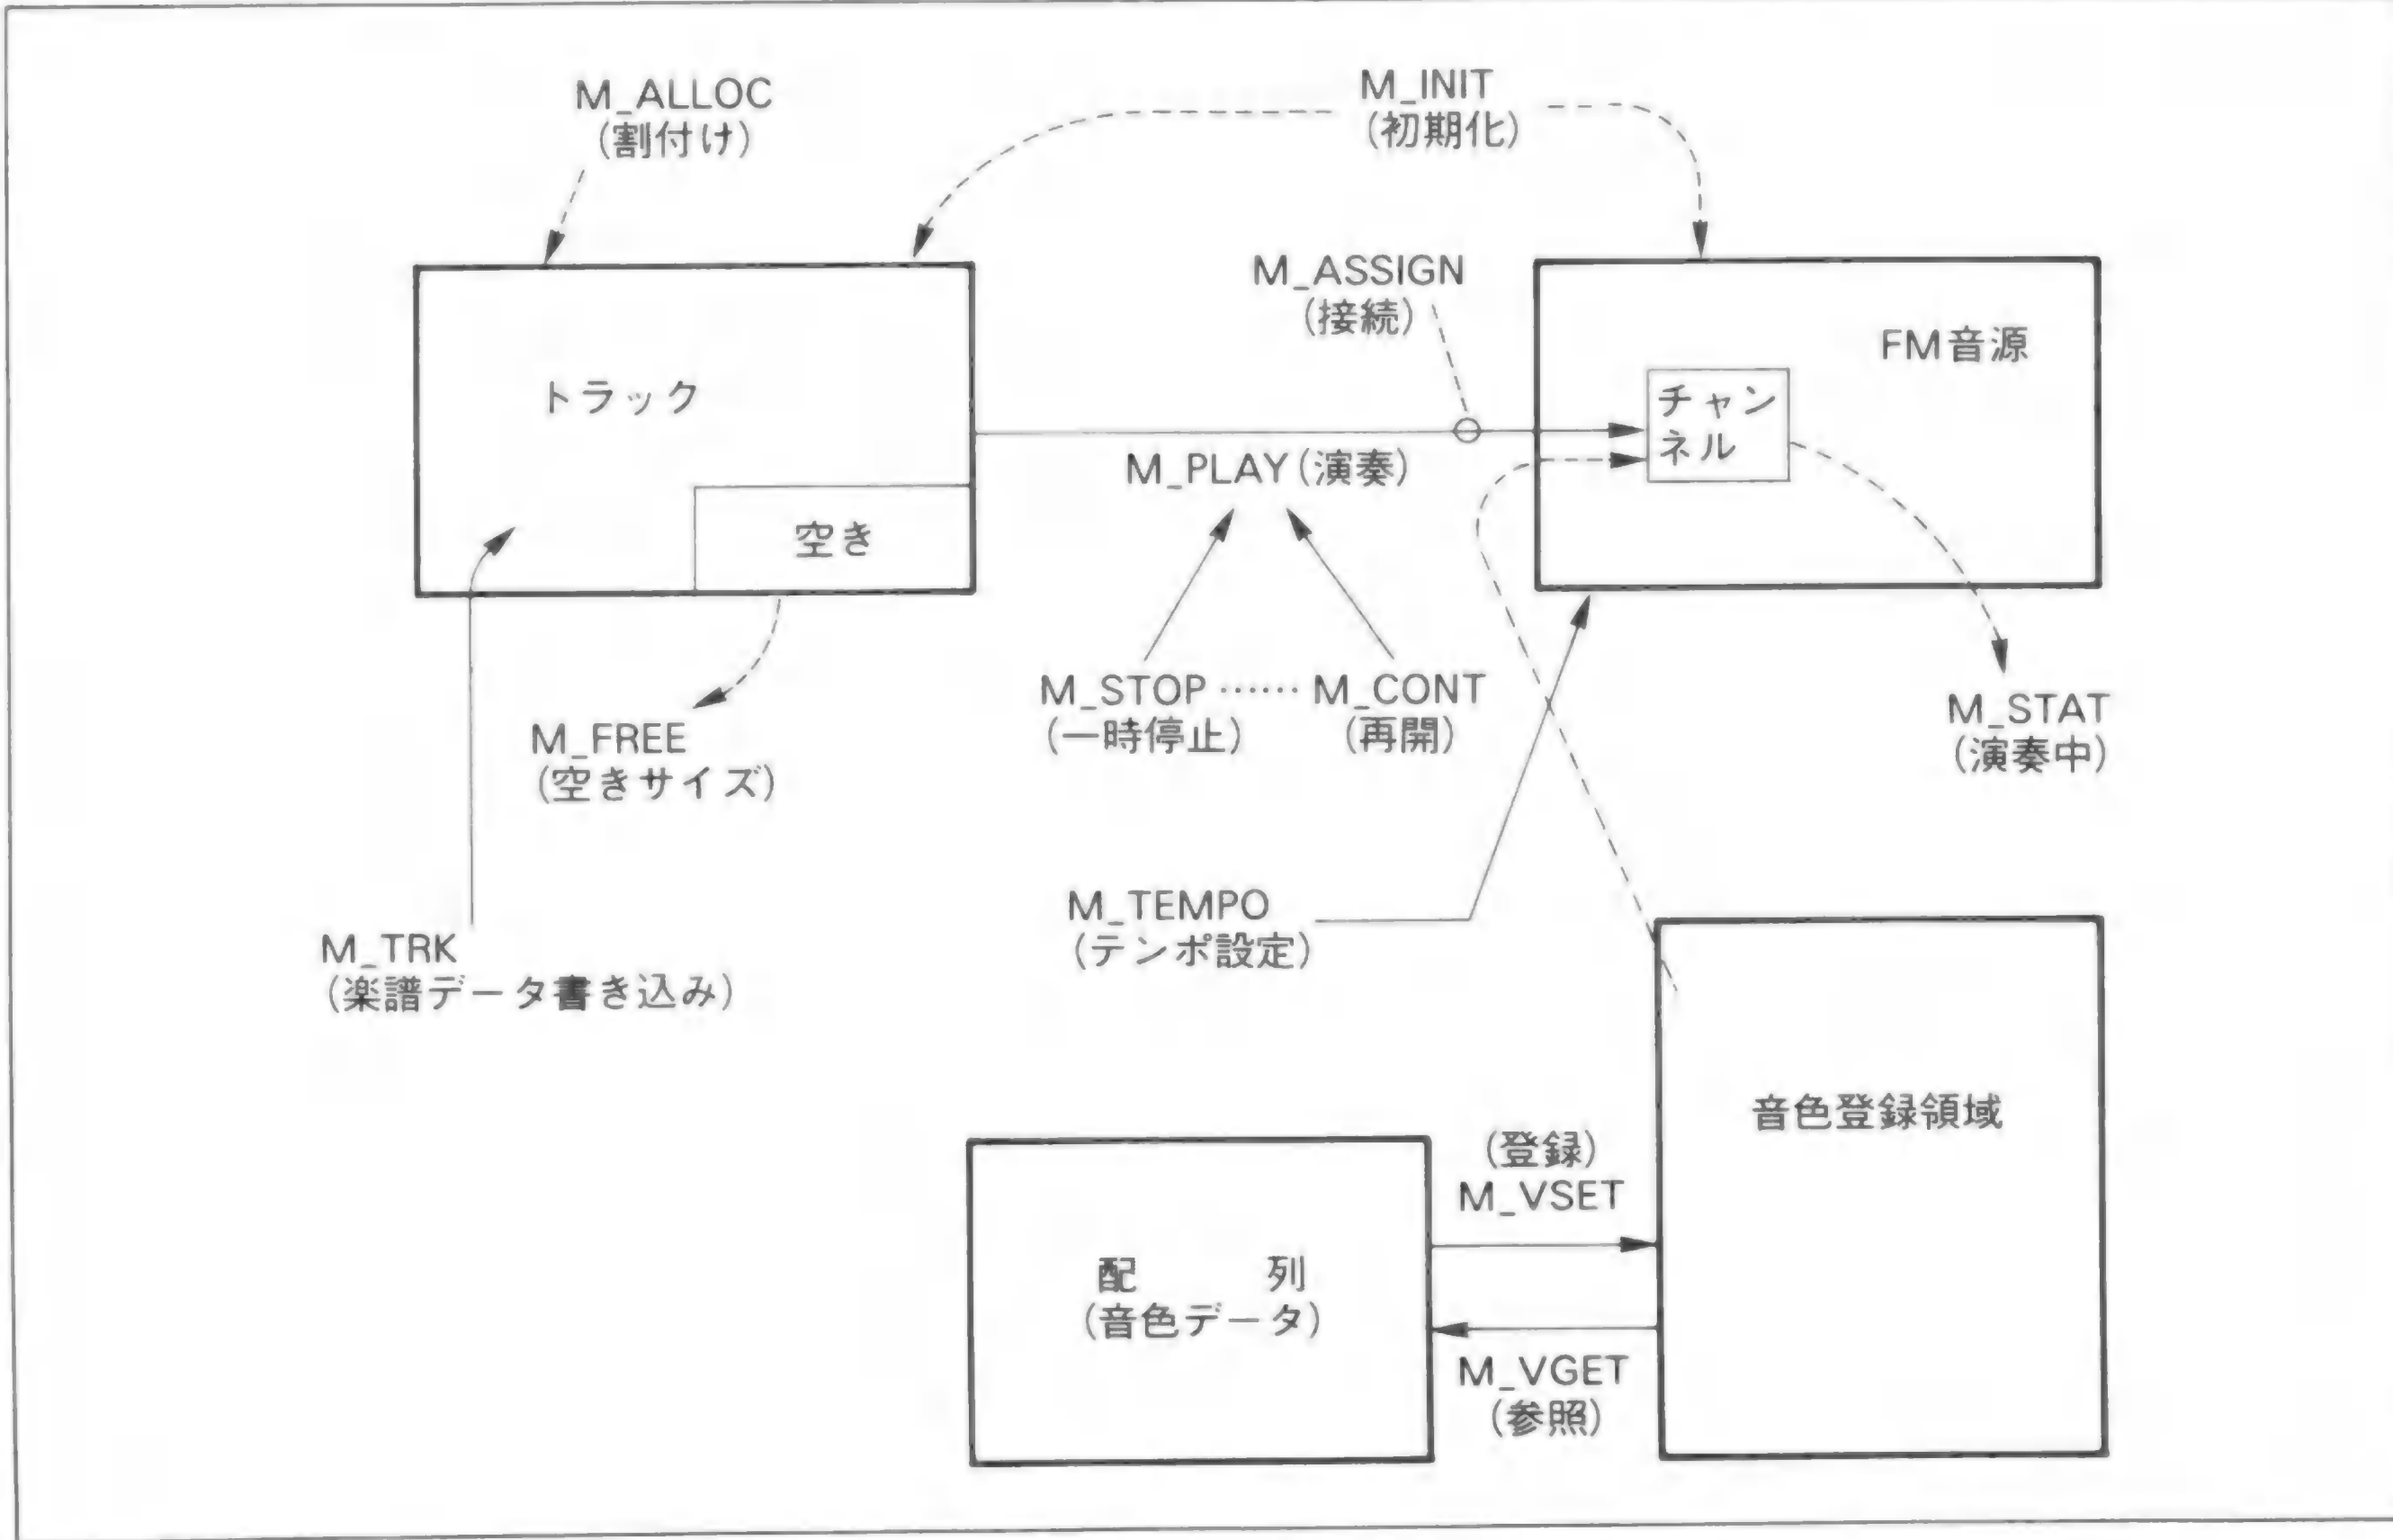 M_ALLOC
(割付け)
M_INIT
(初期化)
M_ASSIGN
(接続)
FM音源
トラック
チャン
ネル
M_PLAY(演奏)
空き
M_STOP……M_CONT
(一時停止)
(再開)
M_STAT
(演奏中)
M_FREE
(空きサイズ)
M_TEMPO
(テンポ設定)
M_TRK
(楽譜データ書き込み)
音色登録領域
(登録)
M_VSET
配 列
(音色データ)
M_VGET
(参照)